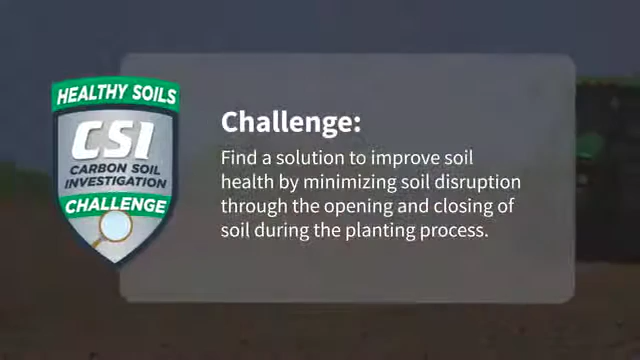 HEALTHY SOILS
CSI
CARBON SOIL
INVESTIGATION
CHALLENGE
Challenge:
Find a solution to improve soil
health by minimizing soil disruption
through the opening and closing of
soil during the planting process.